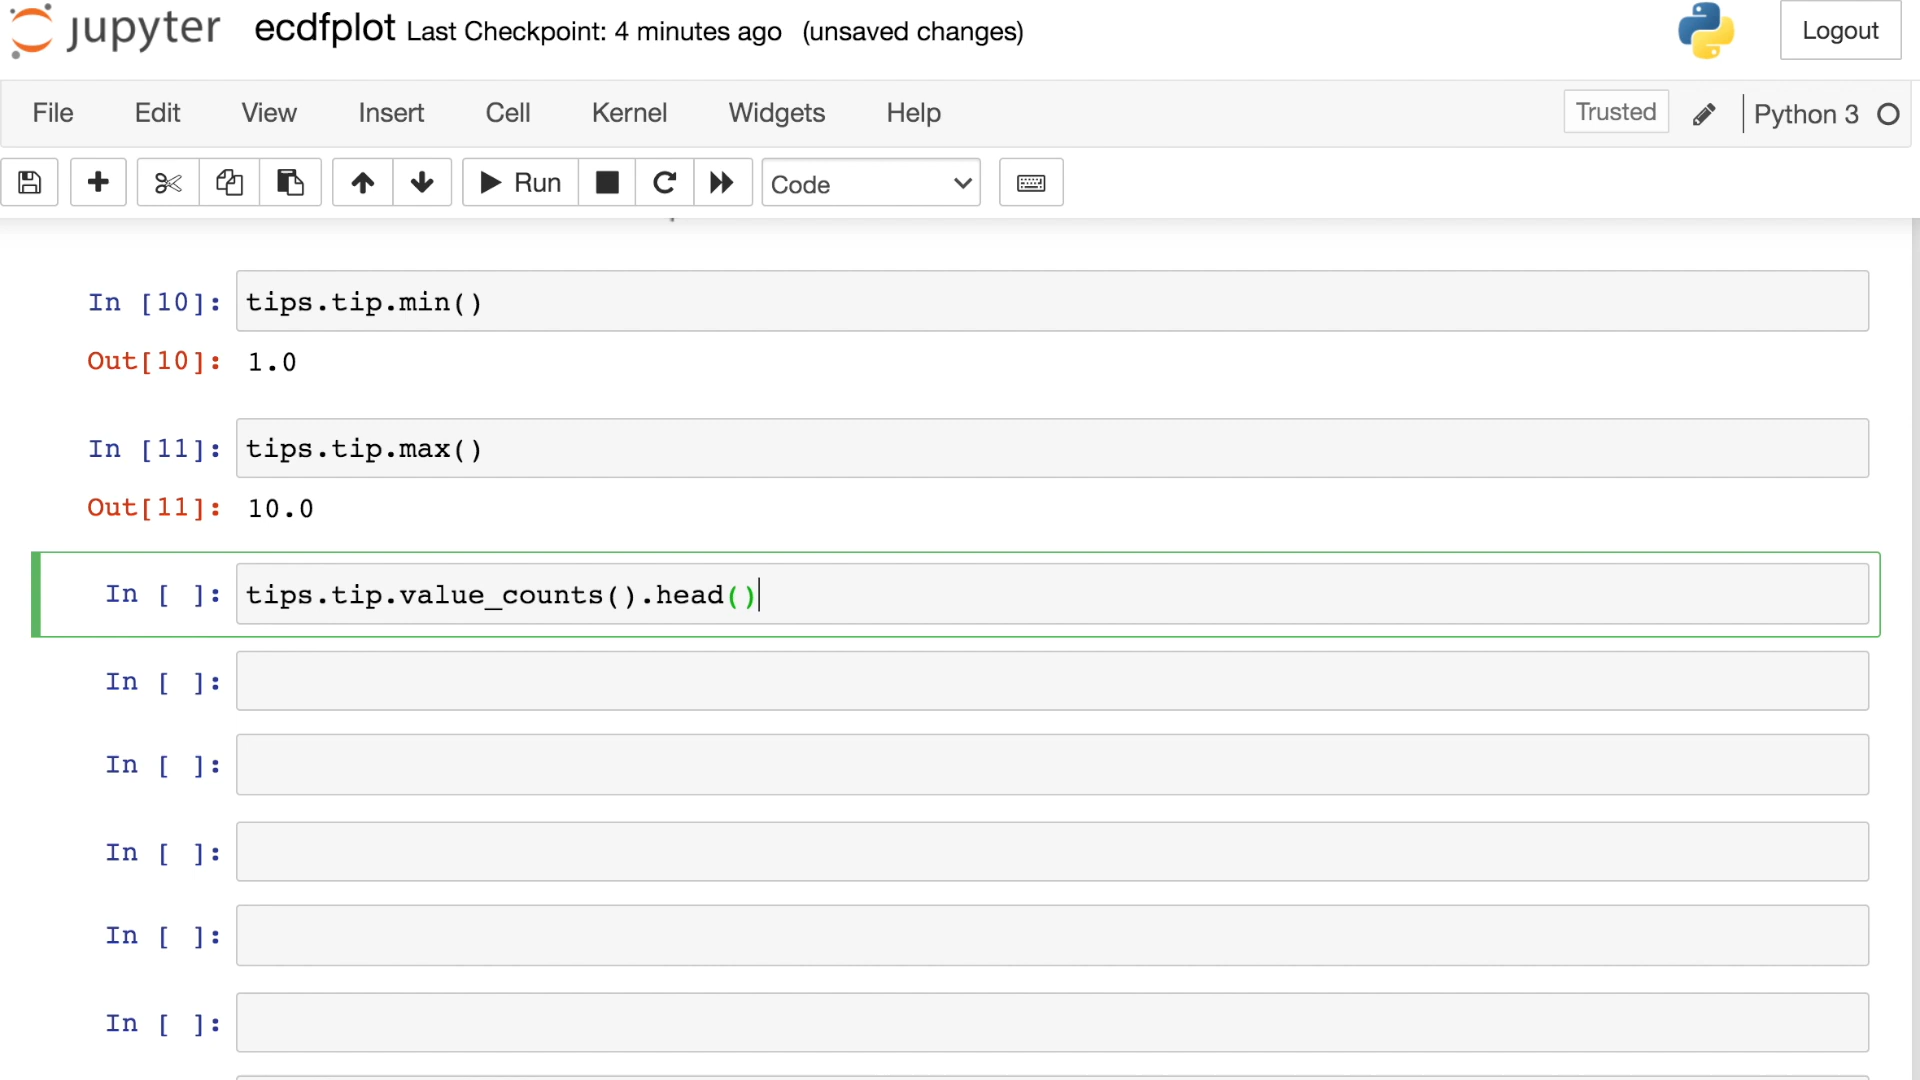 jupyter ecdfplot Last Checkpoint: 4 minutes ago (unsaved changes) Logout
File Edit View Insert Cell Kernel Widgets Help Trusted Python 3
Run Code
In [10]: tips.tip.min()
Out[10]: 1.0
In [11]: tips.tip.max()
Out[11]: 10.0
In [ ]: tips.tip.value_counts().head()
In [ ]:
In [ ]:
In [ ]:
In [ ]:
In [ ]: